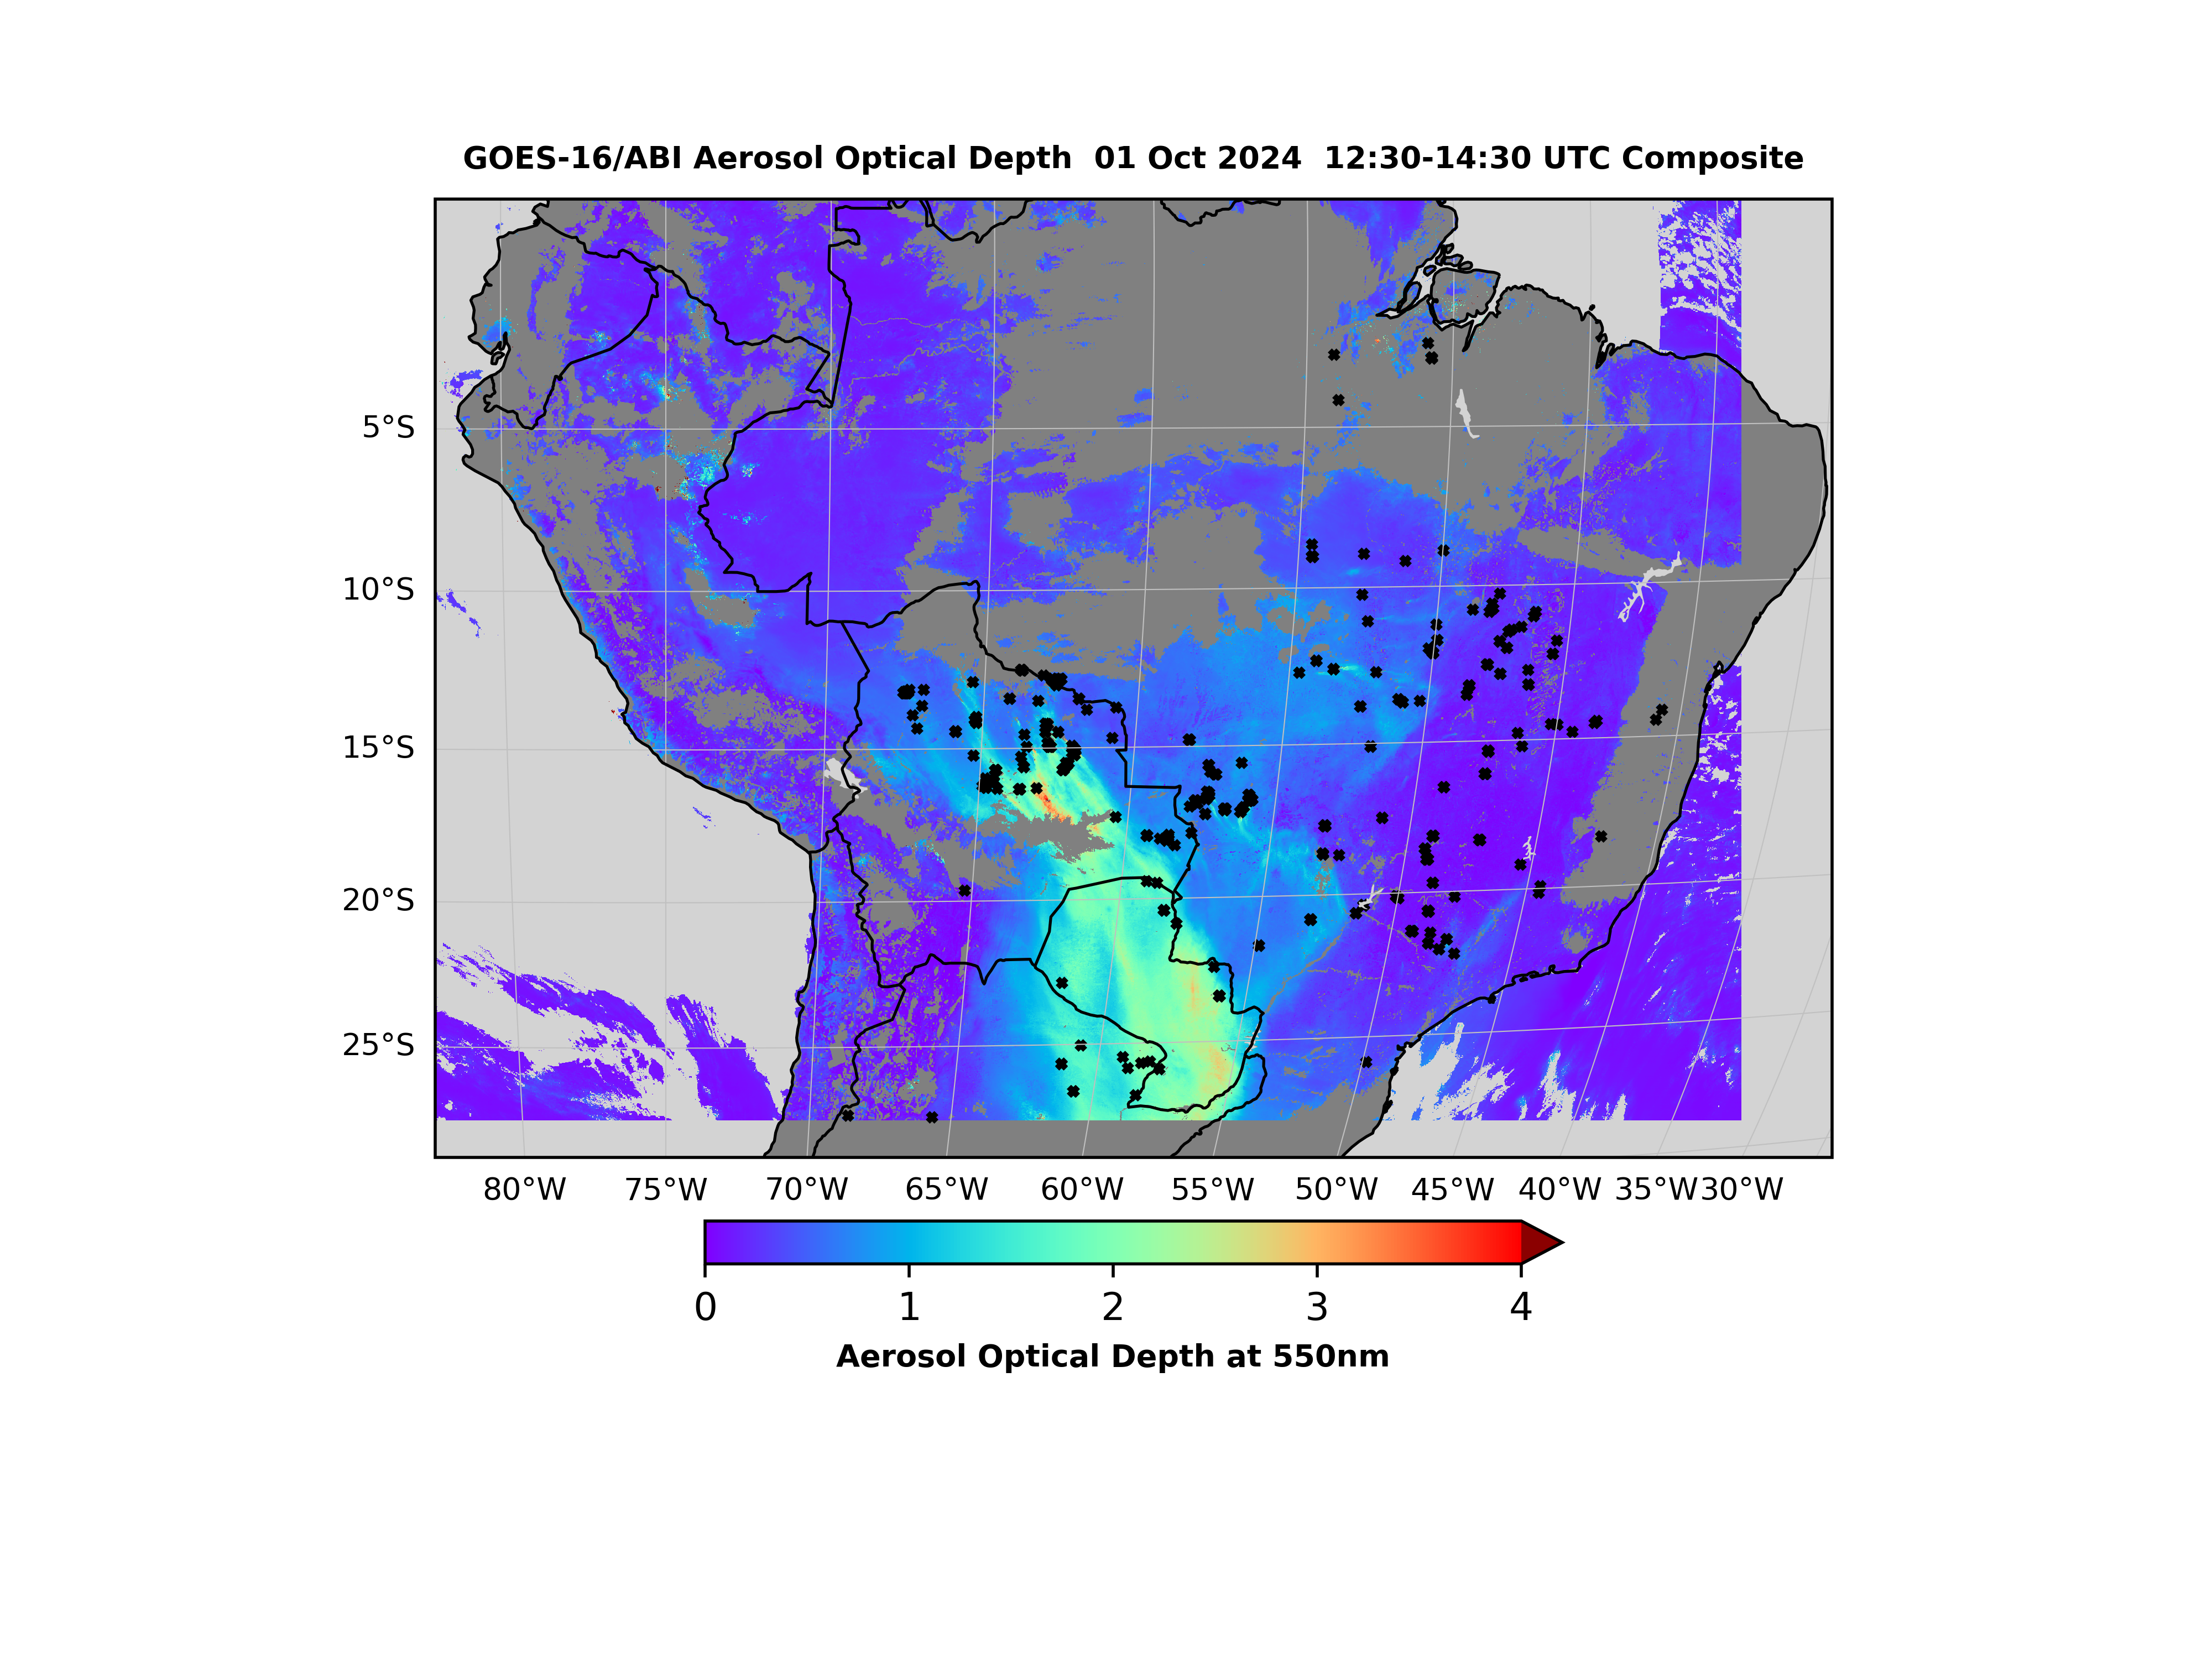 GOES-16/ABI Aerosol Optical Depth  01 Oct 2024  12:30-14:30 UTC Composite
5°S
10°S
15°S
20°S
25°S
80°W 75°W 70°W 65°W 60°W 55°W 50°W 45°W 40°W 35°W 30°W
0 1 2 3 4
Aerosol Optical Depth at 550nm